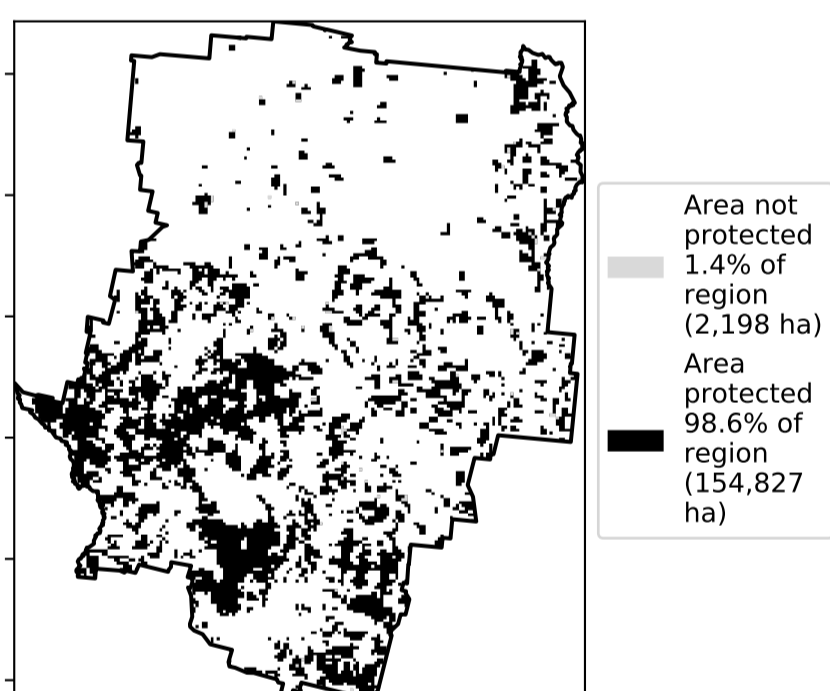 Area not
protected
1.4% of
region
(2,198 ha)
Area
protected
98.6% of
region
(154,827
ha)